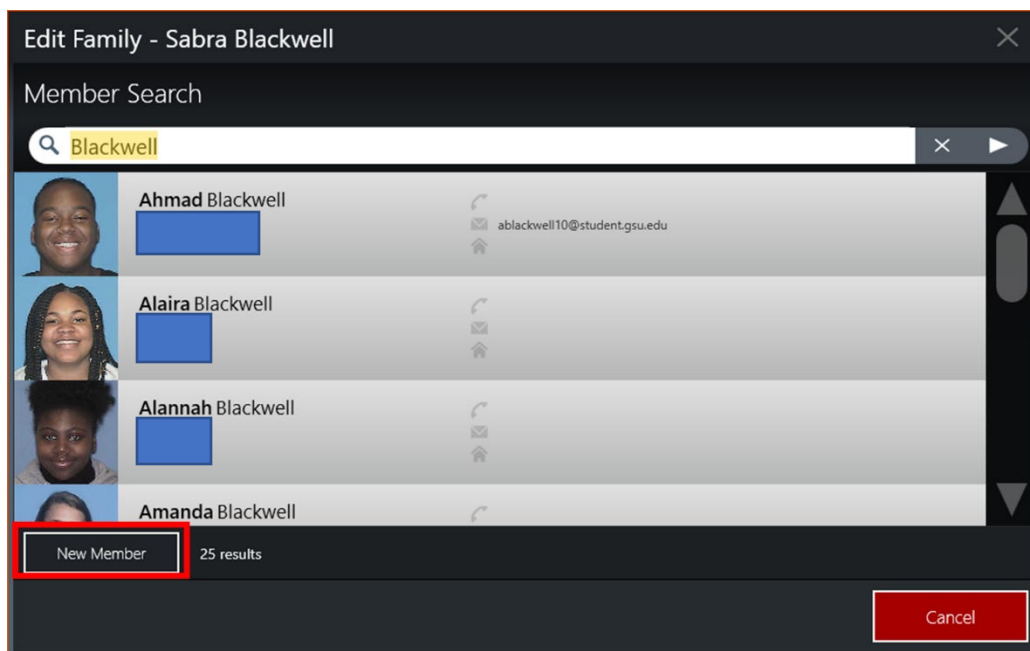 Edit Family - Sabra Blackwell
Member Search
Blackwell
Ahmad Blackwell
ablackwell10@student.gsu.edu
Alaira Blackwell
Alannah Blackwell
Amanda Blackwell
New Member 25 results
Cancel